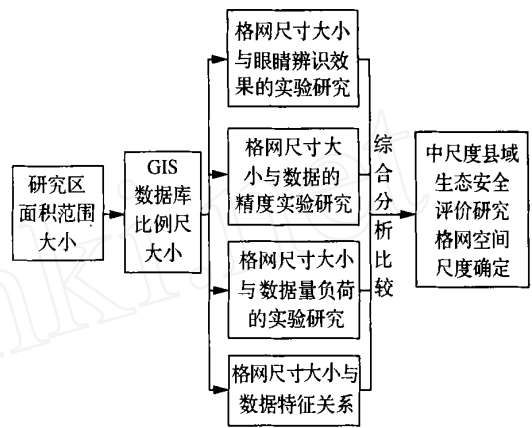 研究区
面积范围
大小
GIS
数据库
比例尺
大小
格网尺寸大小
与眼睛辨识效
果的实验研究
格网尺寸大
小与数据的
精度实验研究
格网尺寸大小
与数据量负荷
的实验研究
格网尺寸大小与
数据特征关系
综合分析比较
中尺度县域
生态安全
评价研究
格网空间
尺度确定
nki.net